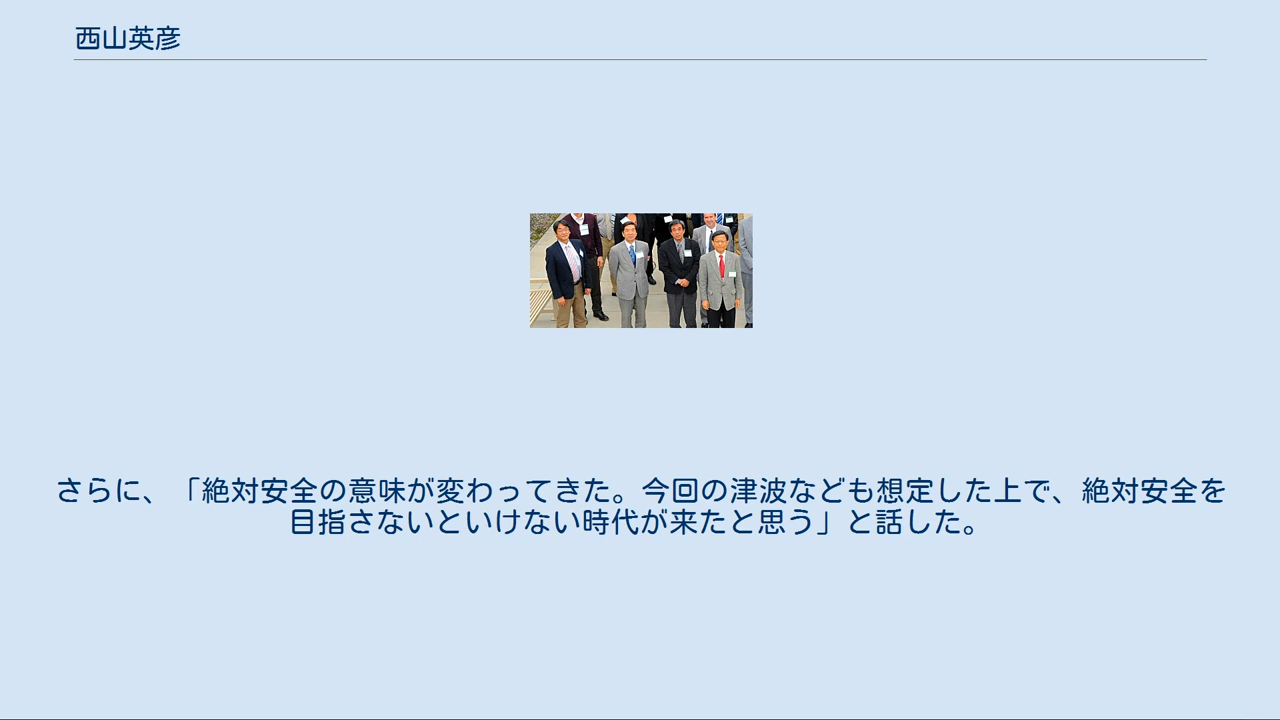 西山英彦
さらに、「絶対安全の意味が変わってきた。今回の津波なども想定した上で、絶対安全を
目指さないといけない時代が来たと思う」と話した。